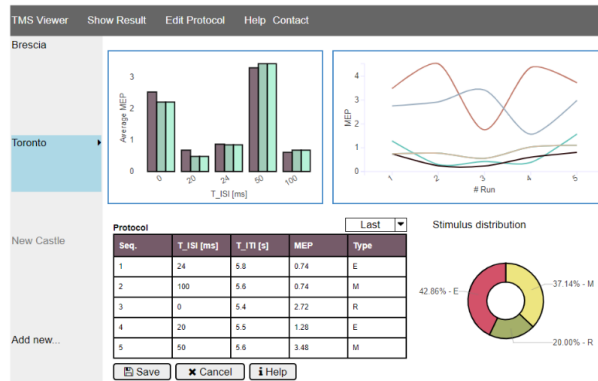 TMS Viewer Show Result Edit Protocol Help Contact
Brescia
Toronto
New Castle
Add new...
3
2
1
0
Average MEP
0 20 24 50 100
T_ISI [ms]
4
3
2
1
0
MEP
1 2 3 4 5
# Run
Protocol
Last
Seq. T_ISI [ms] T_ITI [s] MEP Type
1 24 5.8 0.74 E
2 100 5.6 0.74 M
3 0 5.4 2.72 R
4 20 5.5 1.28 E
5 50 5.6 3.48 M
Save Cancel Help
Stimulus distribution
42.86% - E
37.14% - M
20.00% - R